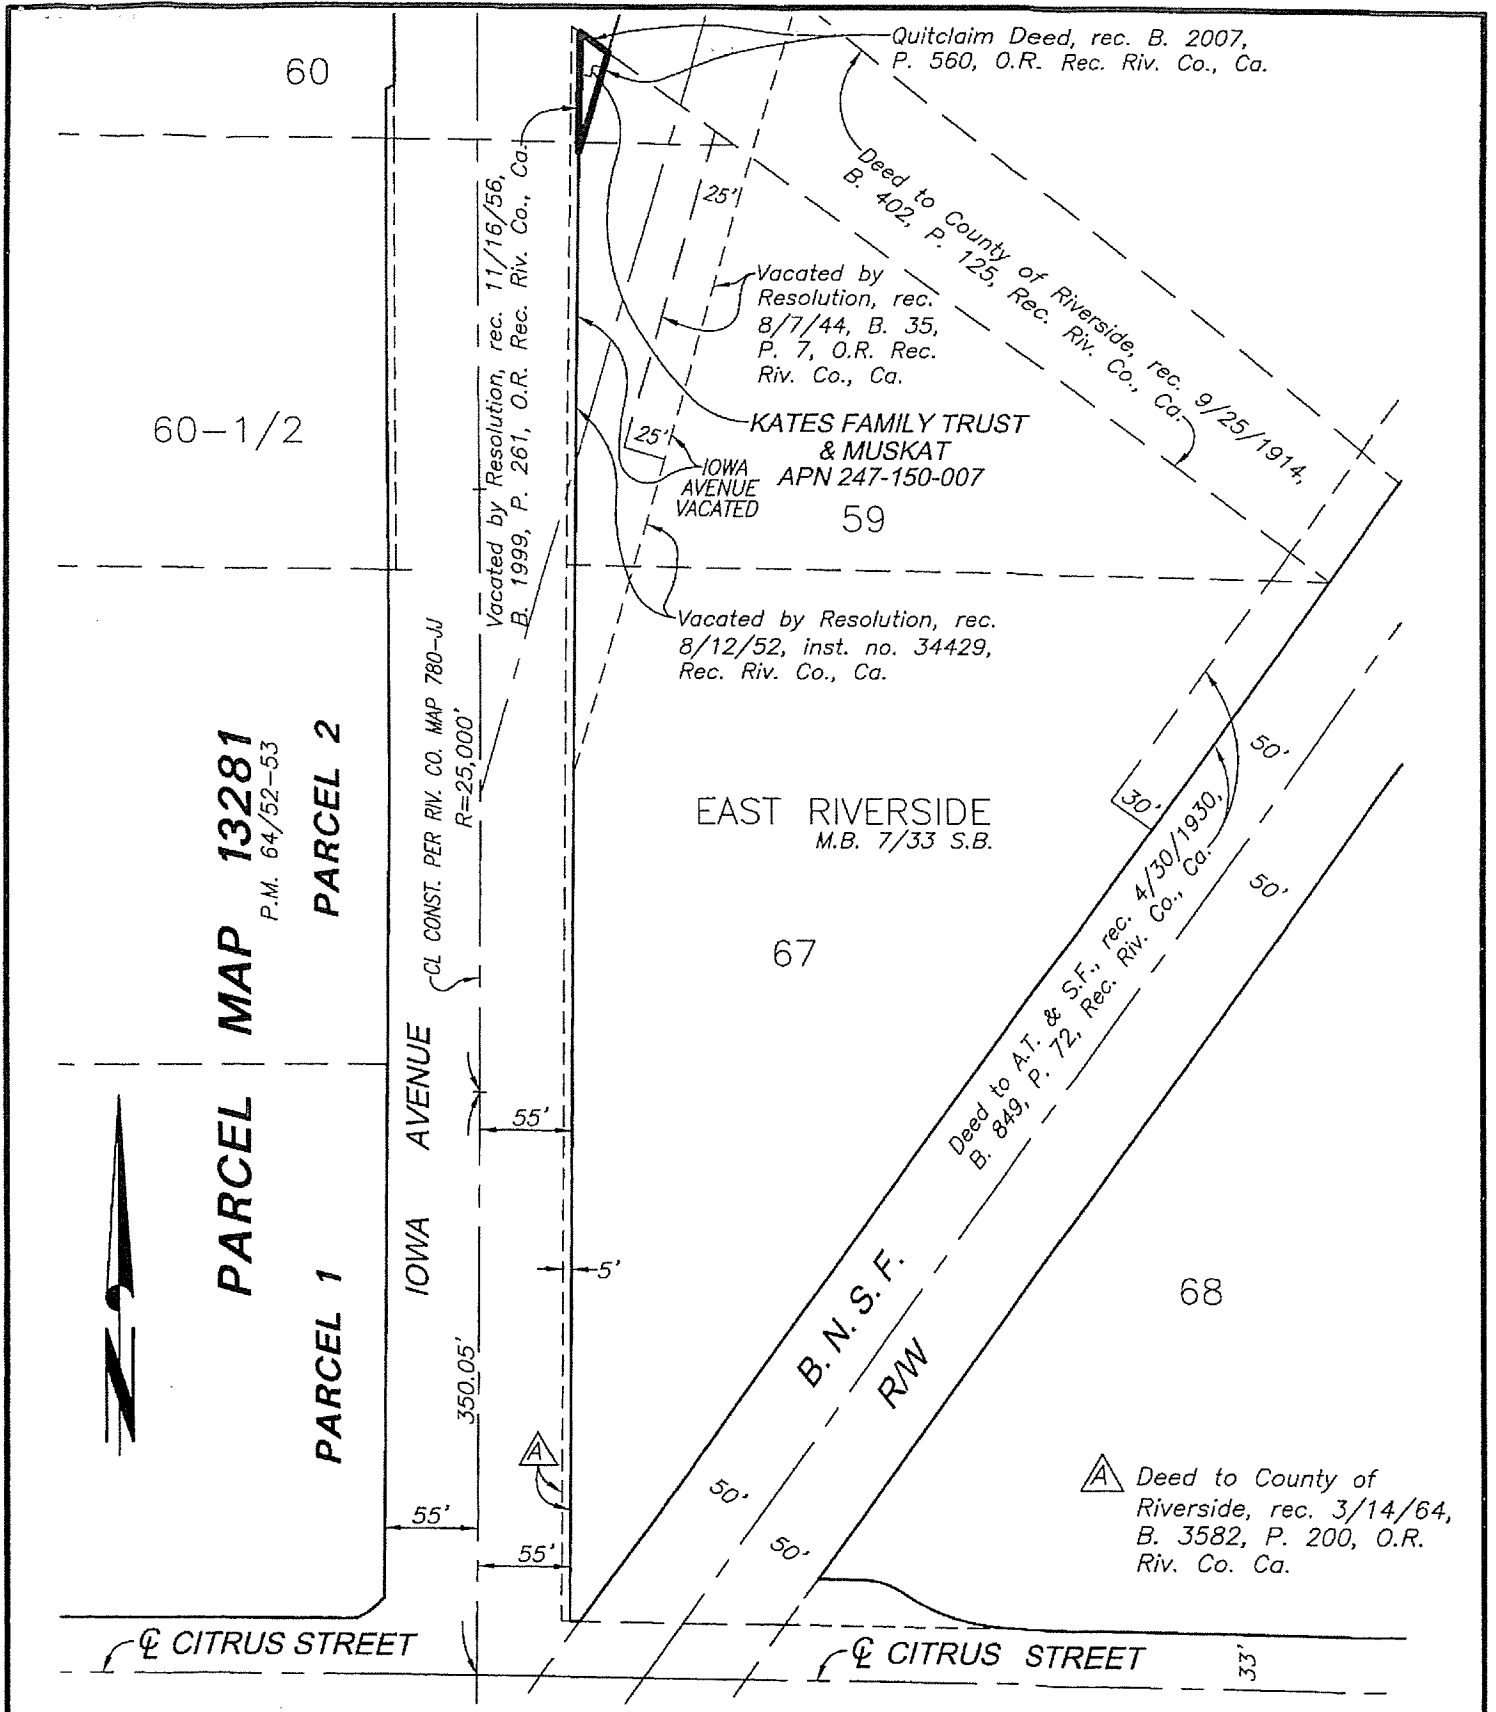 Quitclaim Deed, rec. B. 2007,
P. 560, O.R. Rec. Riv. Co., Ca.
60
Deed to County of Riverside, rec. 9/25/1914,
B. 402, P. 125, Rec. Riv. Co., Ca.
25'
Vacated by Resolution, rec. 11/16/56,
B. 1999, P. 261, O.R. Rec. Riv. Co., Ca.
Vacated by
Resolution, rec.
8/7/44, B. 35,
P. 7, O.R. Rec.
Riv. Co., Ca.
60-1/2
KATES FAMILY TRUST
& MUSKAT
APN 247-150-007
25'
IOWA
AVENUE
VACATED
59
Vacated by Resolution, rec.
8/12/52, inst. no. 34429,
Rec. Riv. Co., Ca.
CL CONST. PER RIV. CO. MAP 780-JJ
R=25,000'
PARCEL MAP 13281
P.M. 64/52-53
PARCEL 2
EAST RIVERSIDE
M.B. 7/33 S.B.
30'
50'
50'
67
Deed to A.T. & S.F., rec. 4/30/1930,
B. 849, P. 72, Rec. Riv. Co., Ca.
IOWA AVENUE
55'
5'
N
PARCEL 1
350.05'
B.N.S.F.
R/W
68
A
50'
50'
55'
55'
A Deed to County of
Riverside, rec. 3/14/64,
B. 3582, P. 200, O.R.
Riv. Co. Ca.
℄ CITRUS STREET
℄ CITRUS STREET
33'